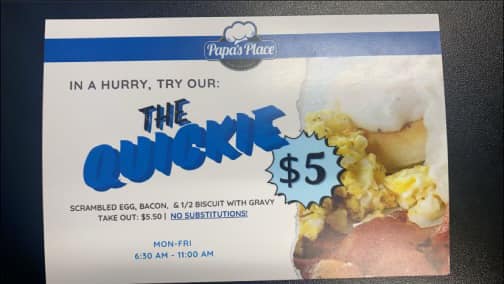 Papa's Place
IN A HURRY, TRY OUR:
THE
QUICKIE
$5
SCRAMBLED EGG, BACON, & 1/2 BISCUIT WITH GRAVY
TAKE OUT: $5.50 | NO SUBSTITUTIONS!
MON-FRI
6:30 AM - 11:00 AM